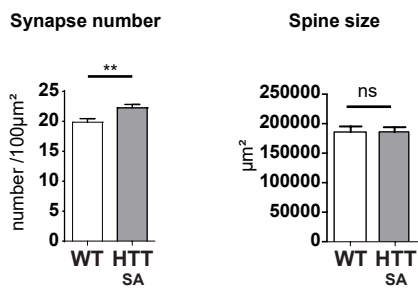 Synapse number
**
number /100µm²
25
20
15
10
5
0
WT HTT
SA
Spine size
ns
µm²
250000
200000
150000
100000
50000
0
WT HTT
SA